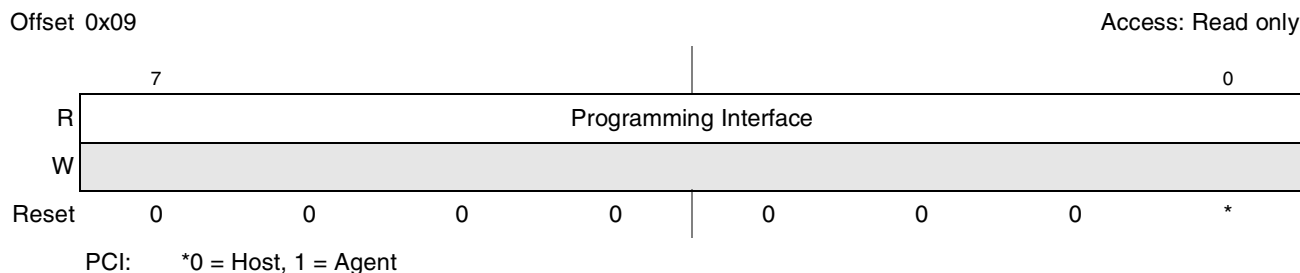 Offset 0x09 Access: Read only
7 0
R Programming Interface
W
Reset 0 0 0 0 0 0 0 *
PCI: *0 = Host, 1 = Agent